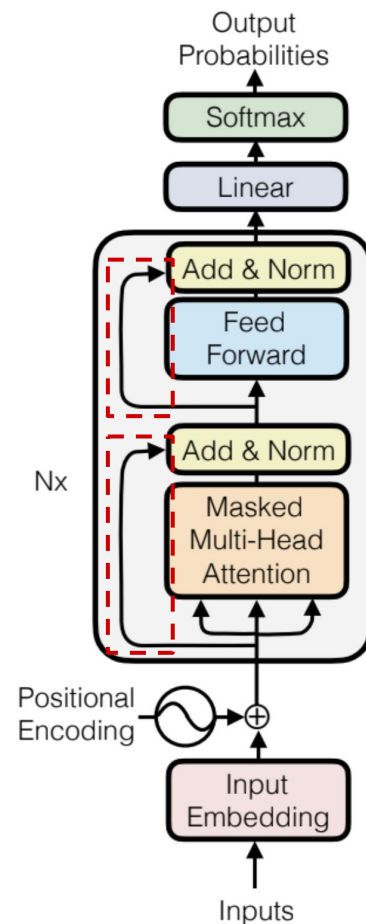 Output
Probabilities
Softmax
Linear
Add & Norm
Feed
Forward
Add & Norm
Nx
Masked
Multi-Head
Attention
Positional
Encoding
Input
Embedding
Inputs